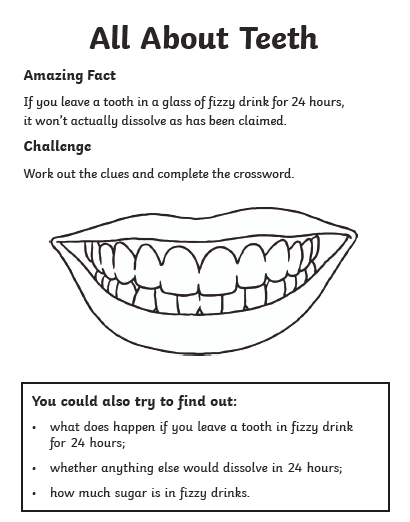 All About Teeth
Amazing Fact
If you leave a tooth in a glass of fizzy drink for 24 hours,
it won't actually dissolve as has been claimed.
Challenge
Work out the clues and complete the crossword.
You could also try to find out:
• what does happen if you leave a tooth in fizzy drink
for 24 hours;
• whether anything else would dissolve in 24 hours;
• how much sugar is in fizzy drinks.